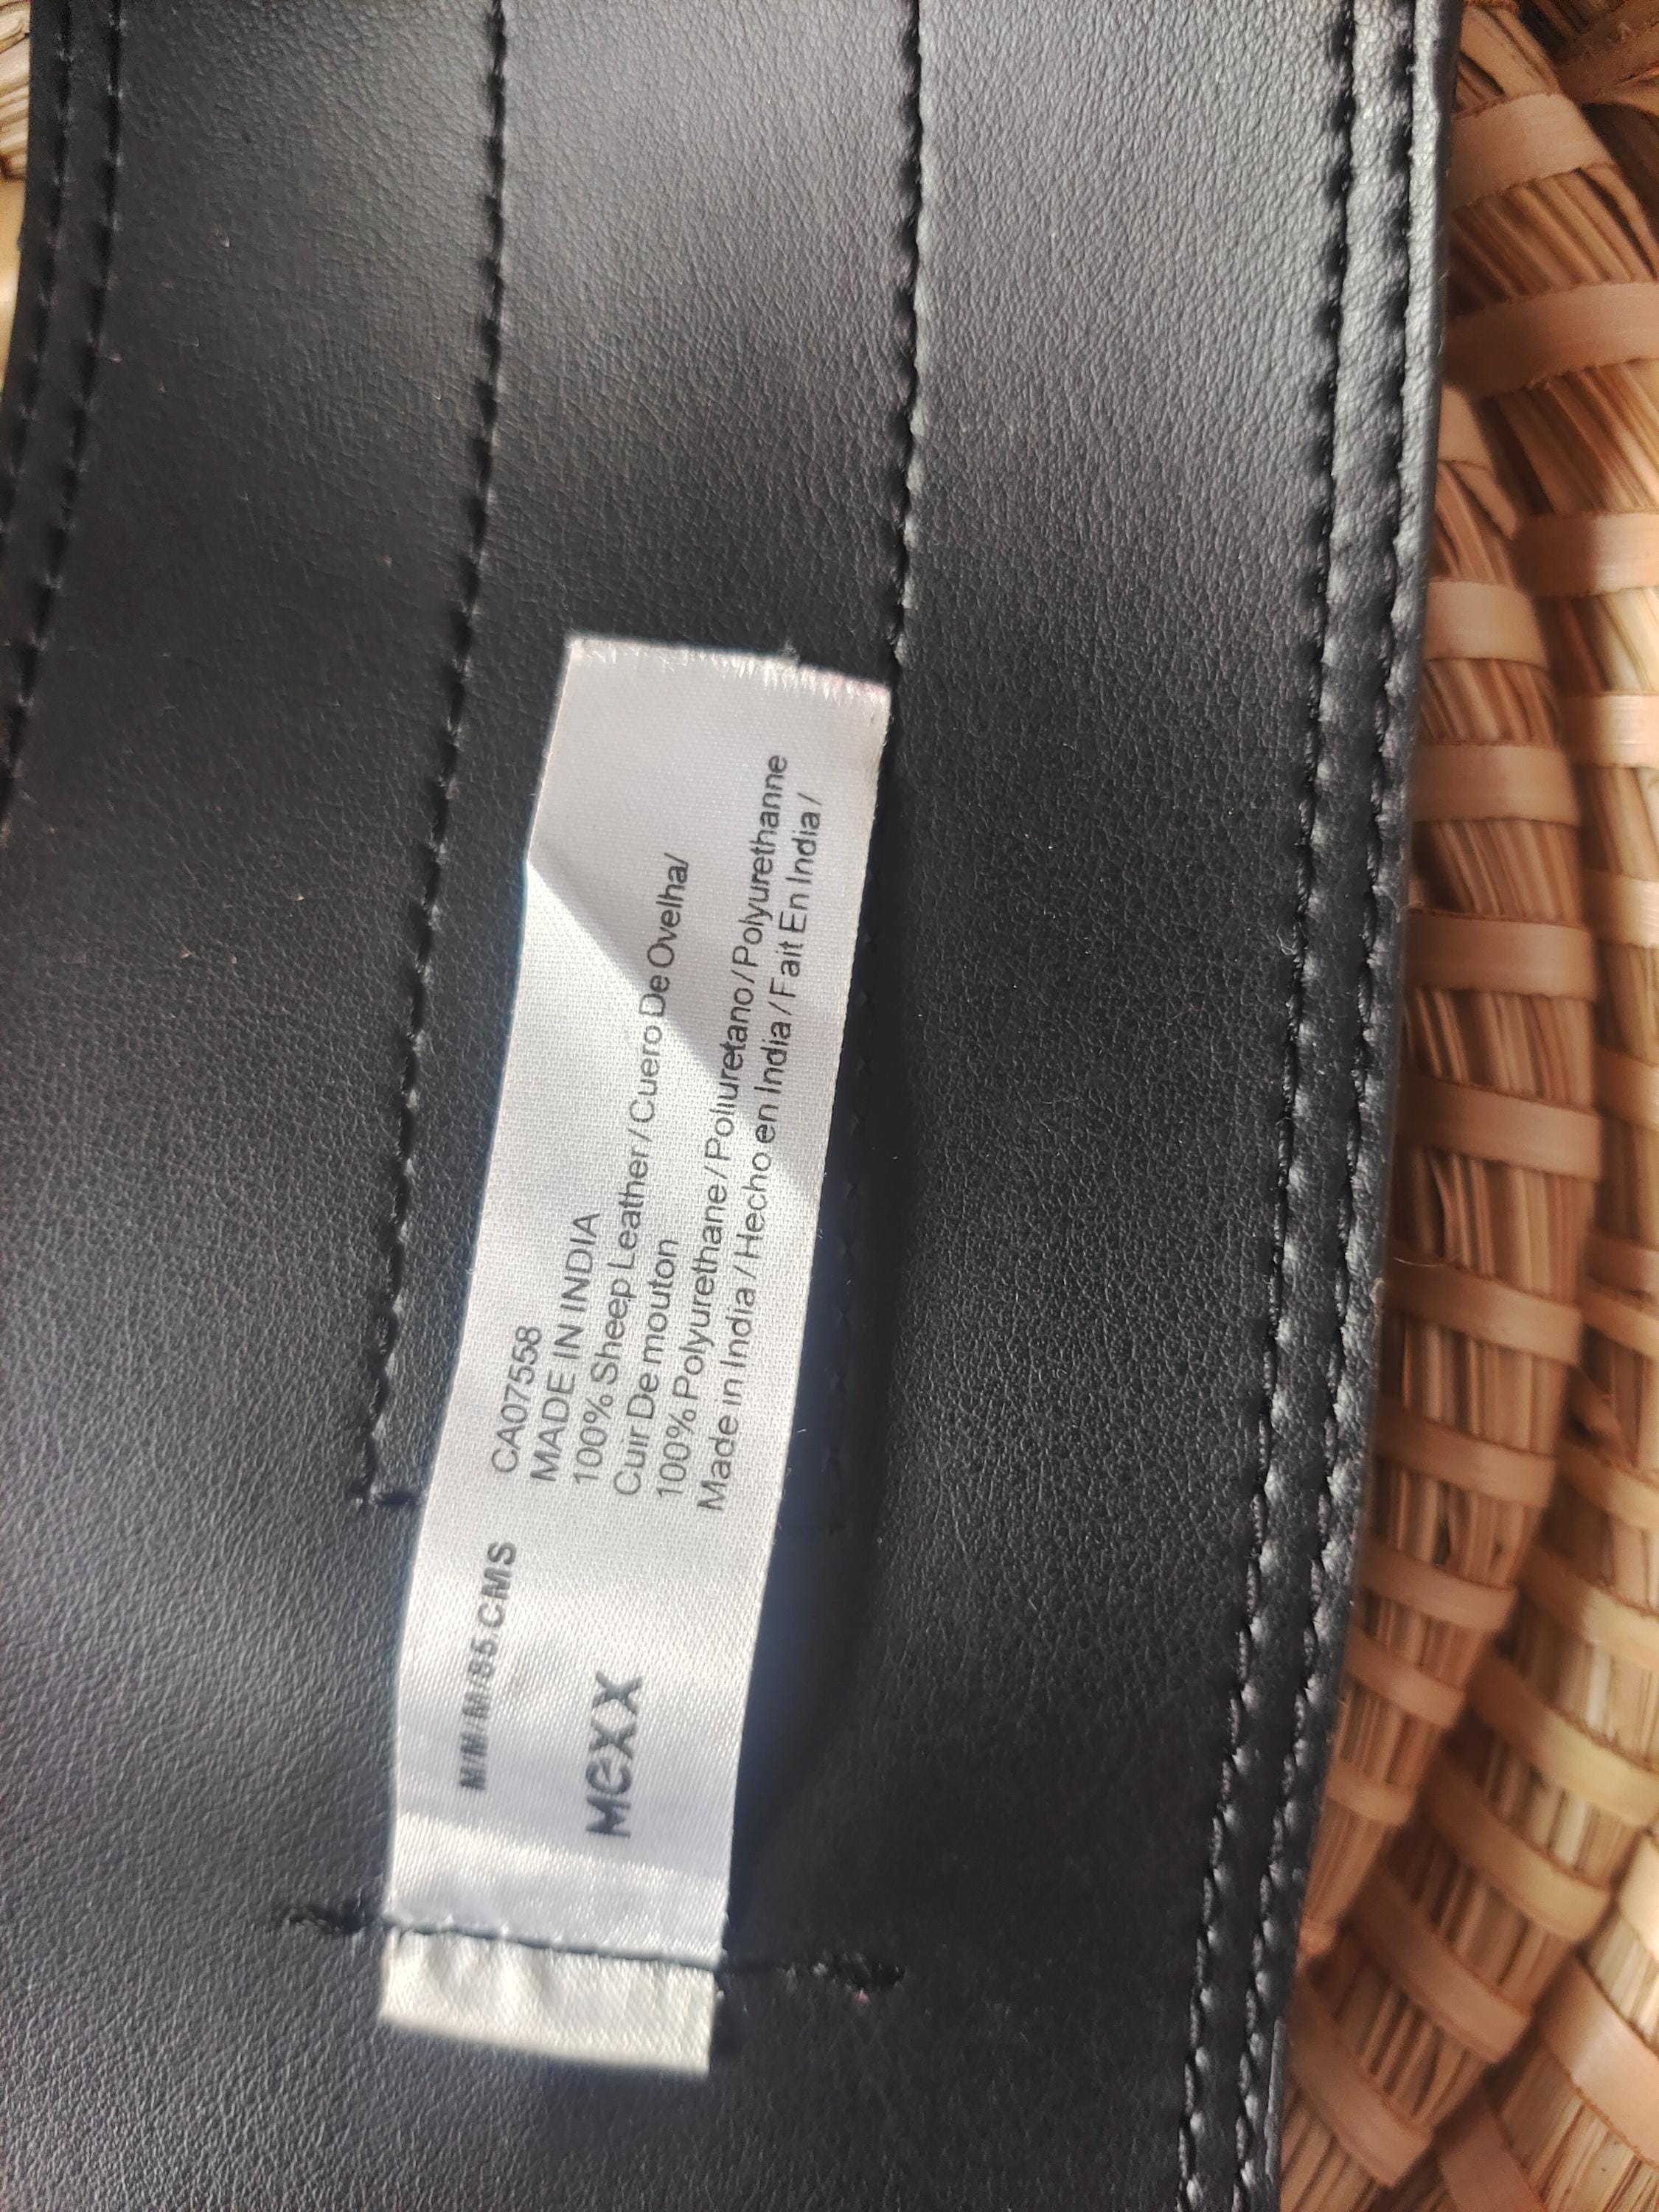 M/M/M/85 CMS
mexx
CA07558
MADE IN INDIA
100% Sheep Leather/Cuero De Ovelha/
Cuir De mouton
100% Polyurethane/Poliuretano/Polyurethanne
Made in India/Hecho en India/Fait En India/